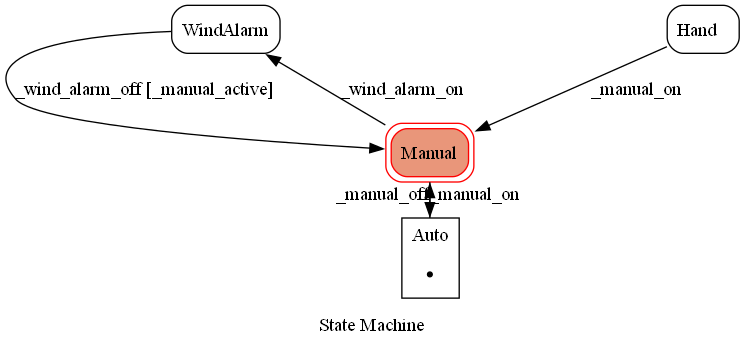 WindAlarm
Hand
_wind_alarm_off [_manual_active]
_wind_alarm_on
_manual_on
Manual
_manual_off
_manual_on
Auto
State Machine